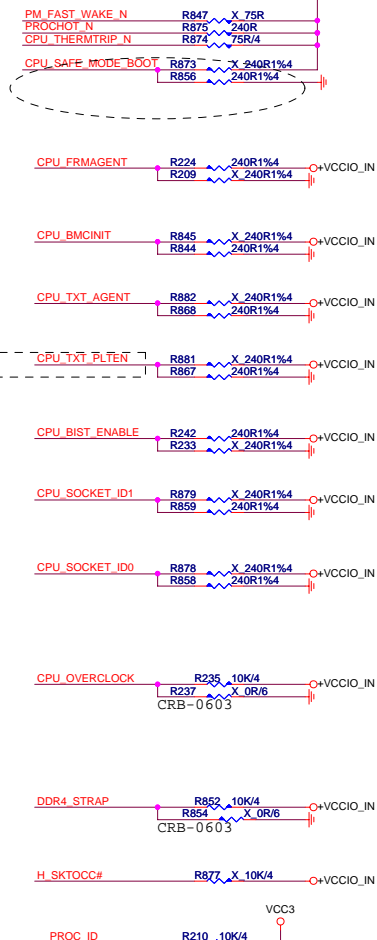 PM_FAST_WAKE_N R847 X_75R
PROCHOT_N R875 240R
CPU_THERMTRIP_N R874 75R/4
CPU_SAFE_MODE_BOOT R873 X_240R1%4
R856 240R1%4
CPU_FRMAGENT R224 240R1%4 +VCCIO_IN
R209 X_240R1%4
CPU_BMCINIT R845 X_240R1%4 +VCCIO_IN
R844 240R1%4
CPU_TXT_AGENT R882 X_240R1%4 +VCCIO_IN
R868 240R1%4
CPU_TXT_PLTEN R881 X_240R1%4 +VCCIO_IN
R867 240R1%4
CPU_BIST_ENABLE R242 240R1%4 +VCCIO_IN
R233 X_240R1%4
CPU_SOCKET_ID1 R879 X_240R1%4 +VCCIO_IN
R859 240R1%4
CPU_SOCKET_ID0 R878 X_240R1%4 +VCCIO_IN
R858 240R1%4
CPU_OVERCLOCK R235 10K/4 +VCCIO_IN
R237 X_0R/6
CRB-0603
DDR4_STRAP R852 10K/4 +VCCIO_IN
R854 X_0R/6
CRB-0603
H_SKTOCC# R877 X_10K/4 +VCCIO_IN
VCC3
PROC_ID R210 10K/4